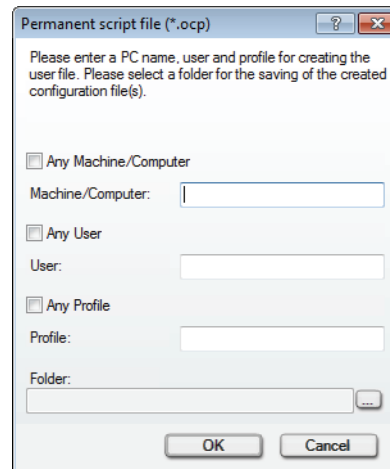 Permanent script file (*.ocp)
Please enter a PC name, user and profile for creating the
user file. Please select a folder for the saving of the created
configuration file(s).
Any Machine/Computer
Machine/Computer:
Any User
User:
Any Profile
Profile:
Folder:
...
OK Cancel